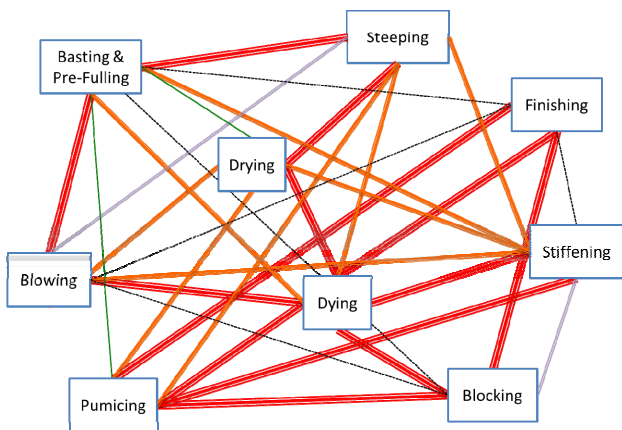 Steeping
Basting &
Pre-Fulling
Finishing
Drying
Stiffening
Blowing
Dying
Pumicing
Blocking